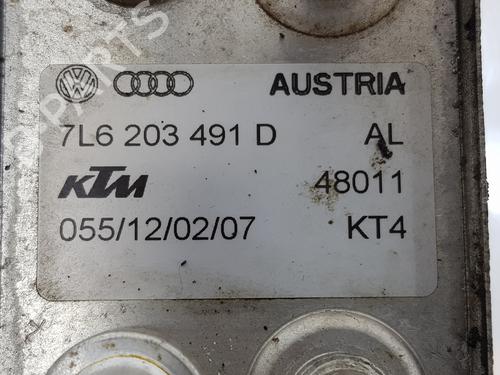 AUSTRIA
7L6 203 491 D AL
KTM 48011
055/12/02/07 KT4